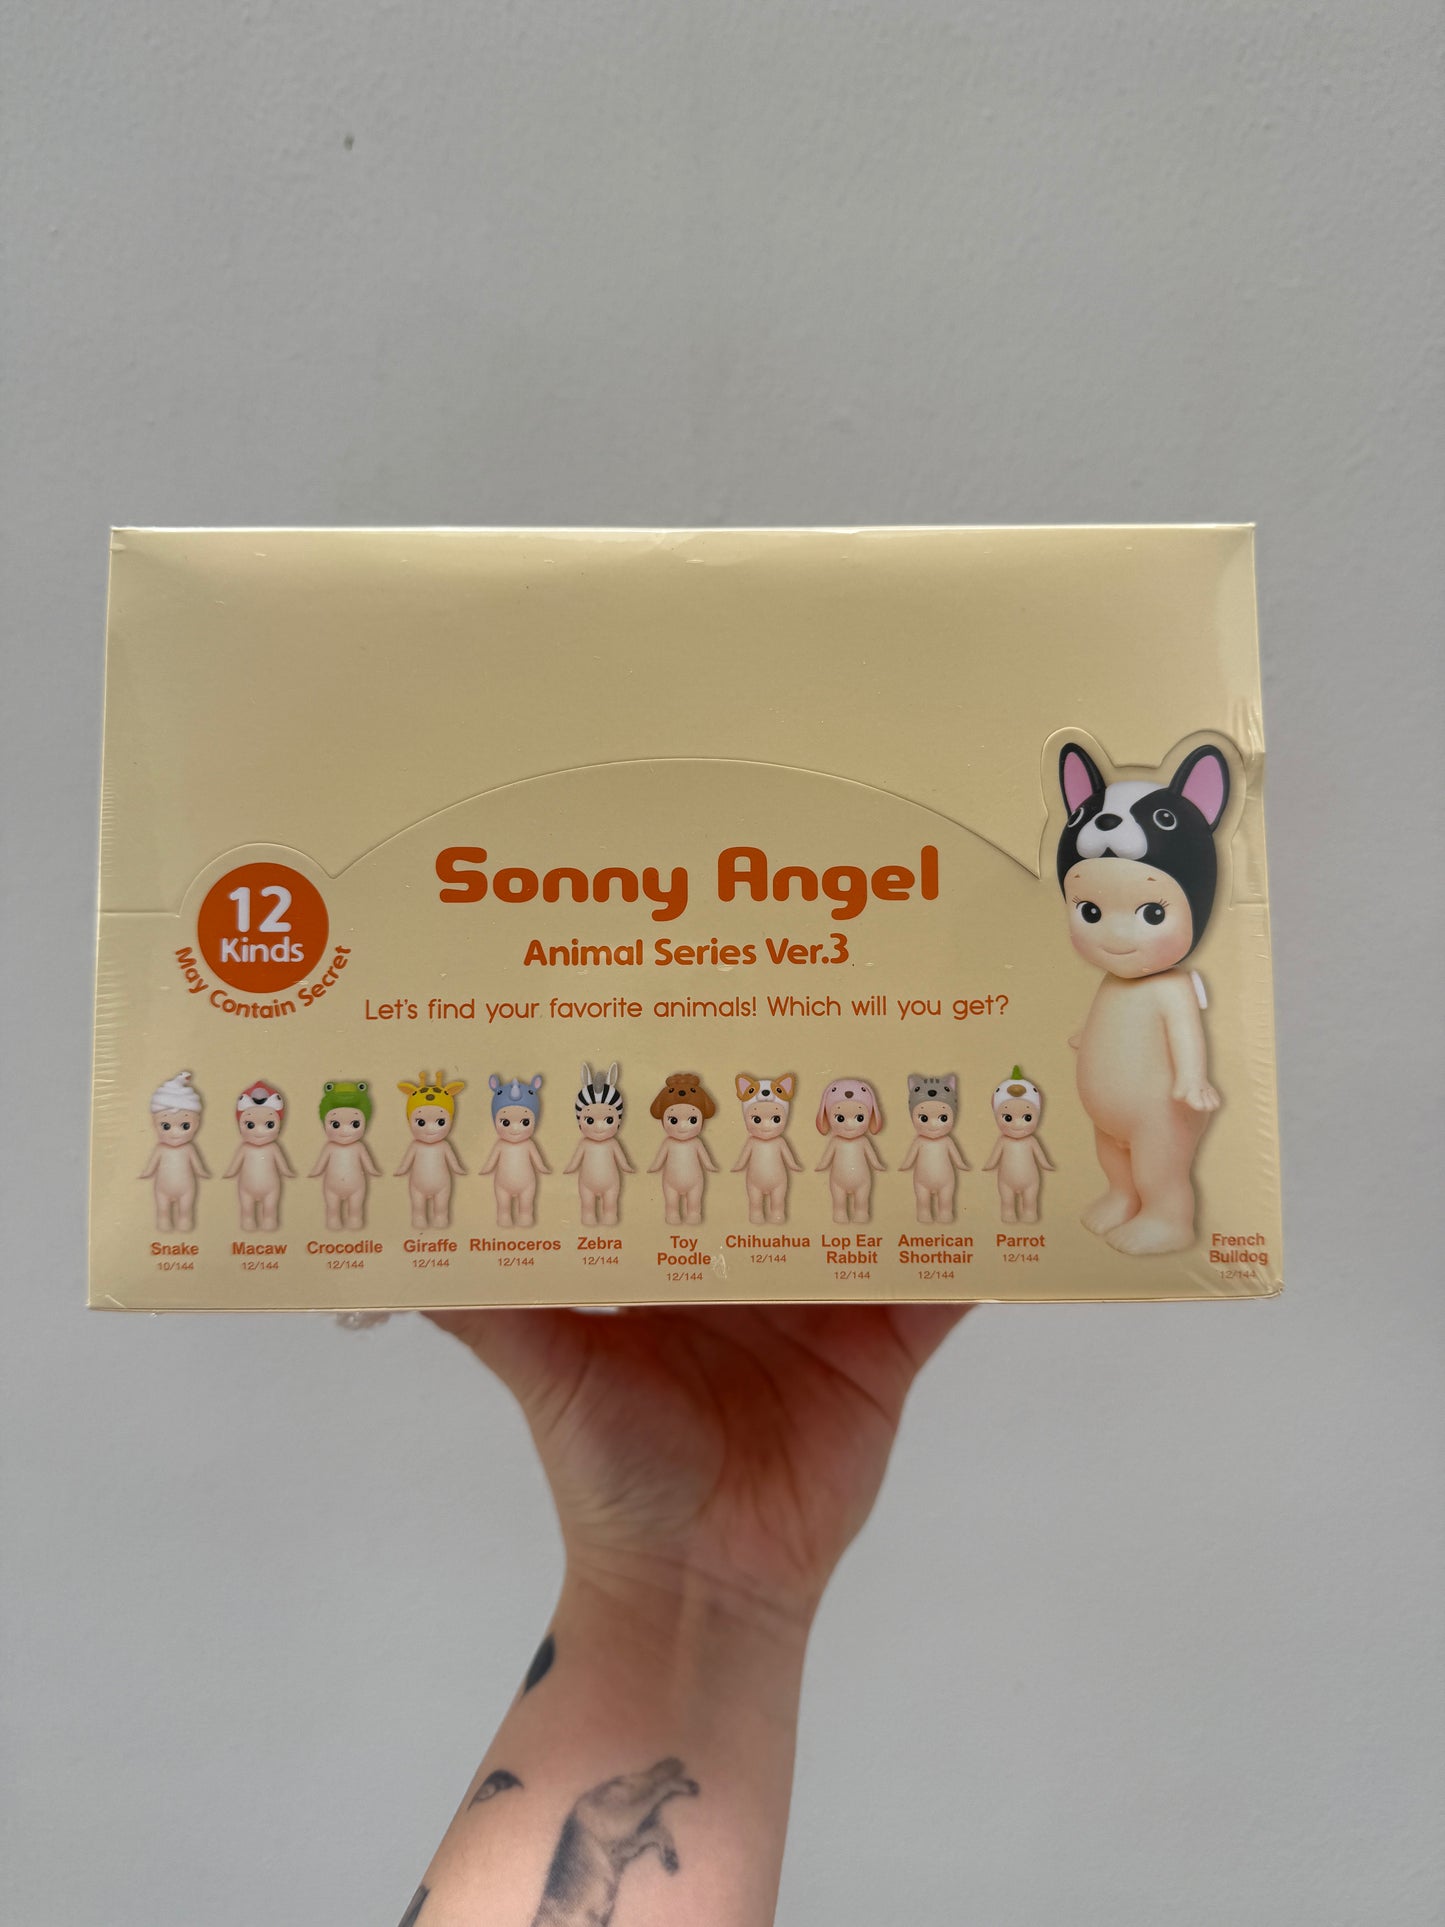 12
Kinds
May Contain Secret
Sonny Angel
Animal Series Ver.3
Let's find your favorite animals! Which will you get?
Snake
10/144
Macaw
12/144
Crocodile
12/144
Giraffe
12/144
Rhinoceros
12/144
Zebra
12/144
Toy
Poodle
12/144
Chihuahua
12/144
Lop Ear
Rabbit
12/144
American
Shorthair
12/144
Parrot
12/144
French
Bulldog
12/144